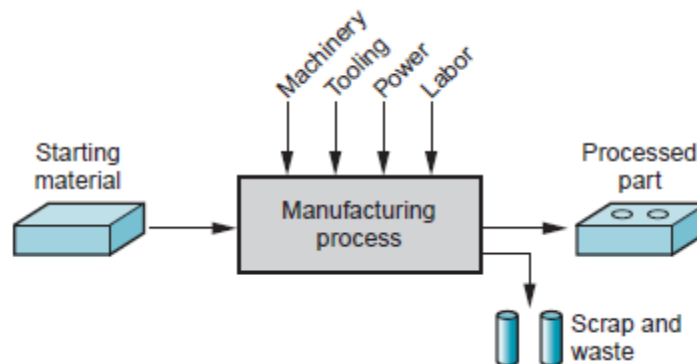 Machinery
Tooling
Power
Labor
Starting
material
Manufacturing
process
Processed
part
Scrap and
waste